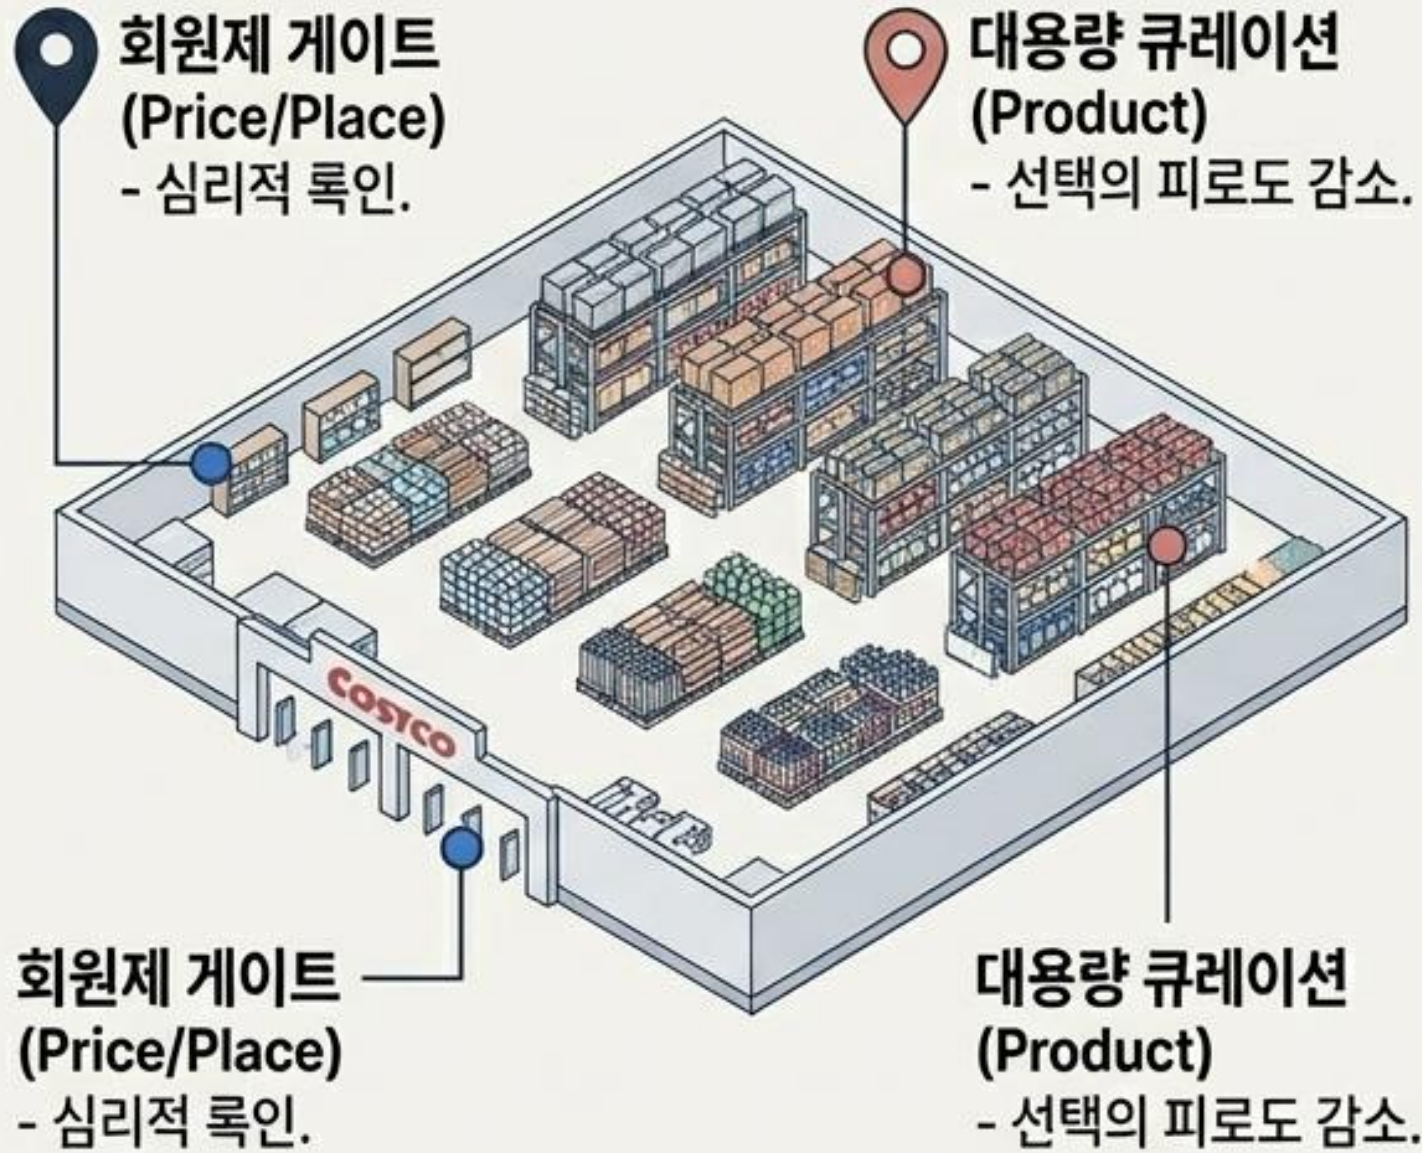 회원제 게이트
(Price/Place)
- 심리적 록인.
대용량 큐레이션
(Product)
- 선택의 피로도 감소.
COSTCO
회원제 게이트
(Price/Place)
- 심리적 록인.
대용량 큐레이션
(Product)
- 선택의 피로도 감소.